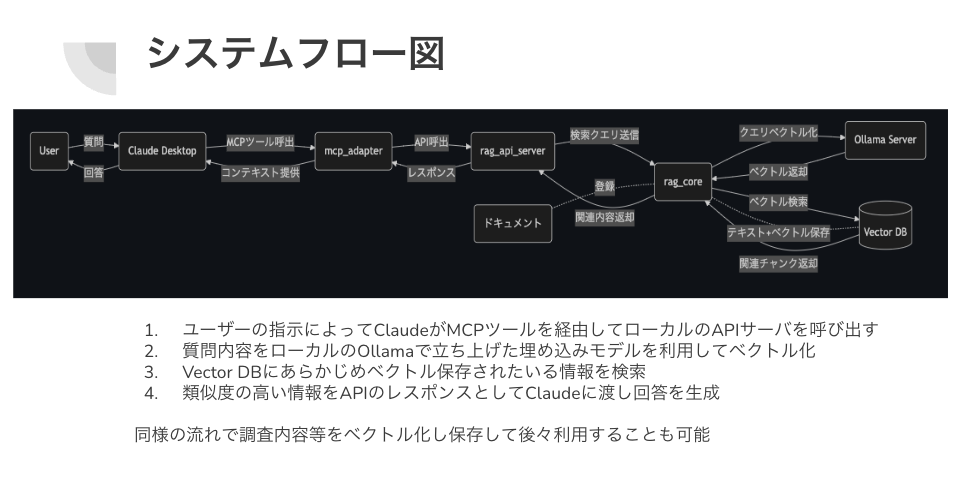 システムフロー図
User
質問
回答
Claude Desktop
MCPツール呼出
コンテキスト提供
mcp_adapter
API呼出
レスポンス
rag_api_server
検索クエリ送信
登録
ドキュメント
関連内容返却
rag_core
クエリベクトル化
Ollama Server
ベクトル返却
ベクトル検索
テキスト+ベクトル保存
Vector DB
関連チャンク返却
1. ユーザーの指示によってClaudeがMCPツールを経由してローカルのAPIサーバを呼び出す
2. 質問内容をローカルのOllamaで立ち上げた埋め込みモデルを利用してベクトル化
3. Vector DBにあらかじめベクトル保存されたいる情報を検索
4. 類似度の高い情報をAPIのレスポンスとしてClaudeに渡し回答を生成
同様の流れで調査内容等をベクトル化し保存して後々利用することも可能